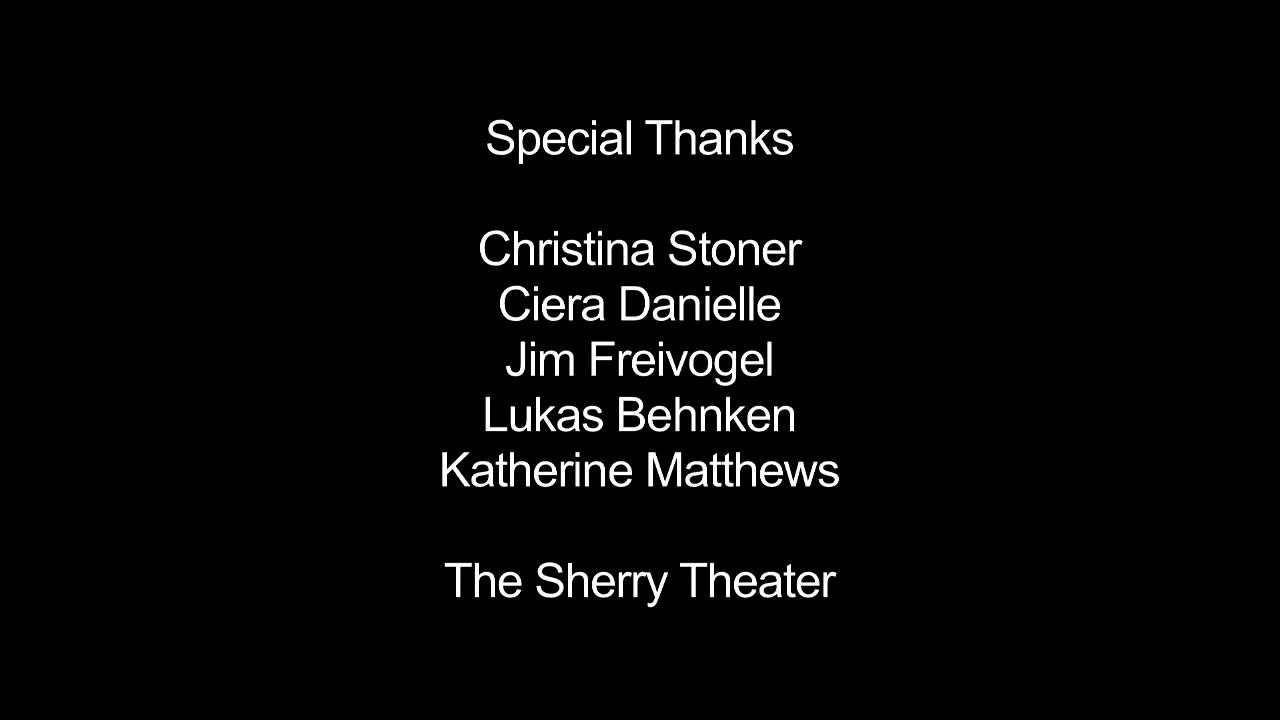 Special Thanks
Christina Stoner
Ciera Danielle
Jim Freivogel
Lukas Behnken
Katherine Matthews
The Sherry Theater